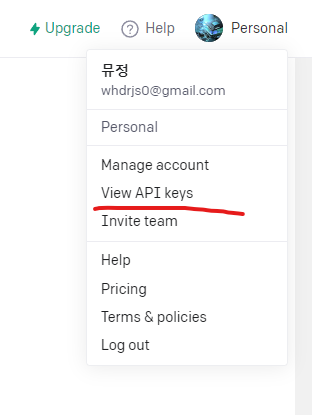 Upgrade Help Personal
뮤정
whdrjs0@gmail.com
Personal
Manage account
View API keys
Invite team
Help
Pricing
Terms & policies
Log out